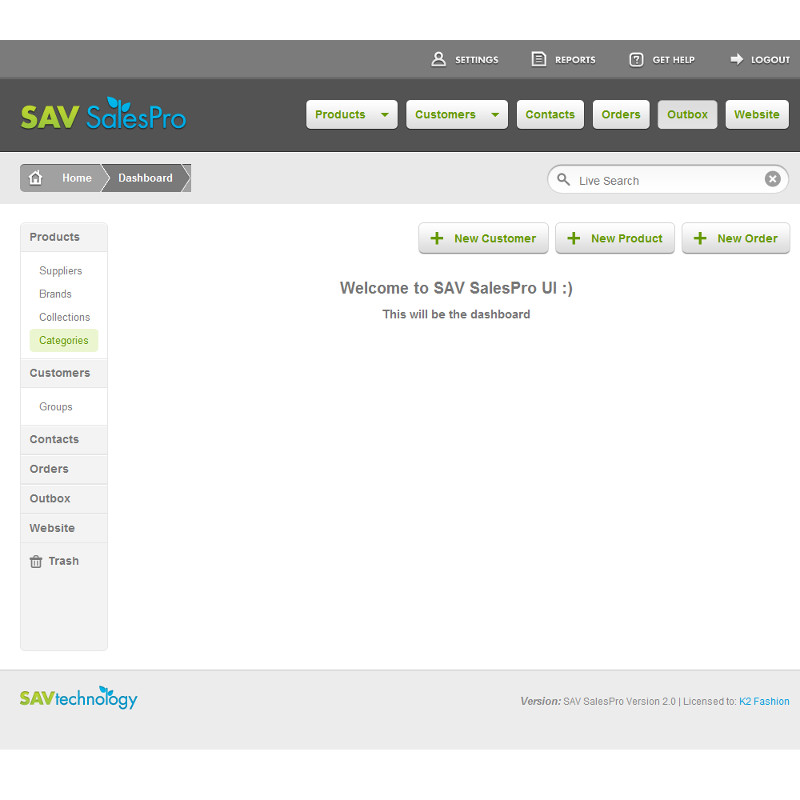 SETTINGS REPORTS GET HELP LOGOUT
SAV SalesPro
Products Customers Contacts Orders Outbox Website
Home Dashboard
Live Search
New Customer New Product New Order
Products
Suppliers
Brands
Collections
Categories
Customers
Groups
Contacts
Orders
Outbox
Website
Trash
Welcome to SAV SalesPro UI :)
This will be the dashboard
SAVtechnology
Version: SAV SalesPro Version 2.0 | Licensed to: K2 Fashion